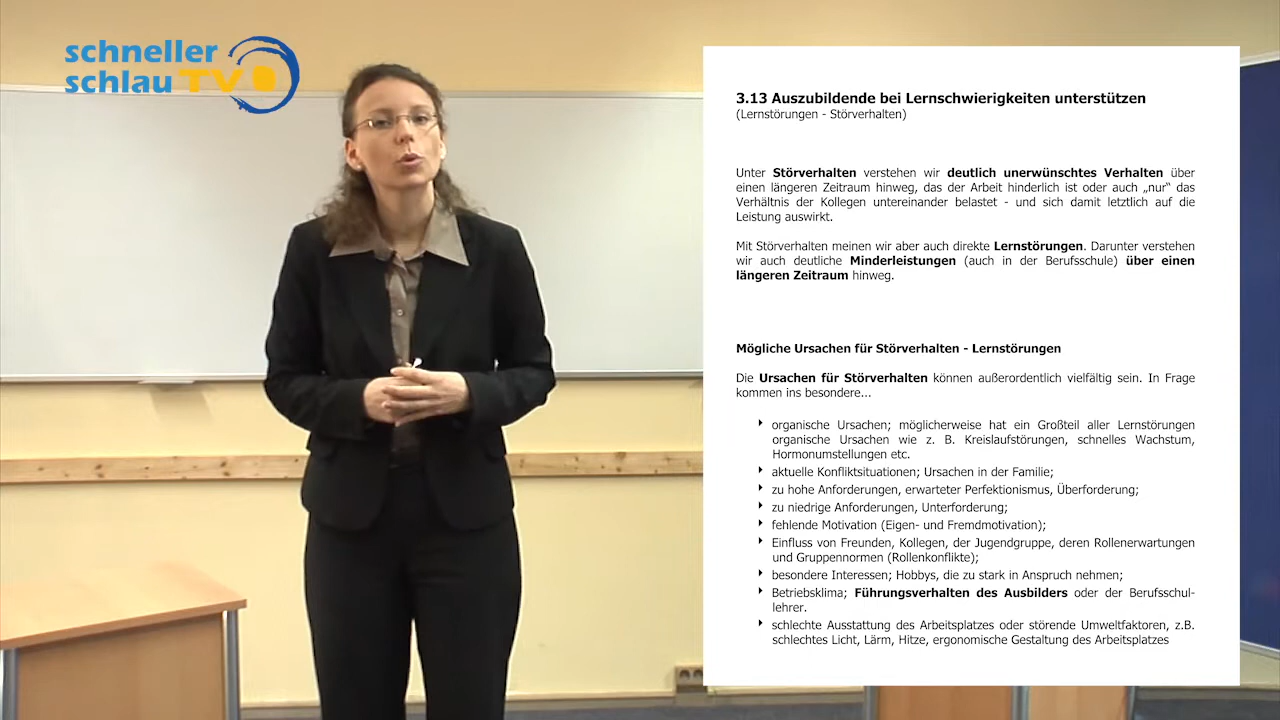 schneller
schlau TV
3.13 Auszubildende bei Lernschwierigkeiten unterstützen
(Lernstörungen - Störverhalten)
Unter Störverhalten verstehen wir deutlich unerwünschtes Verhalten über
einen längeren Zeitraum hinweg, das der Arbeit hinderlich ist oder auch „nur“ das
Verhältnis der Kollegen untereinander belastet - und sich damit letztlich auf die
Leistung auswirkt.
Mit Störverhalten meinen wir aber auch direkte Lernstörungen. Darunter verstehen
wir auch deutliche Minderleistungen (auch in der Berufsschule) über einen
längeren Zeitraum hinweg.
Mögliche Ursachen für Störverhalten - Lernstörungen
Die Ursachen für Störverhalten können außerordentlich vielfältig sein. In Frage
kommen ins besondere...
organische Ursachen; möglicherweise hat ein Großteil aller Lernstörungen
organische Ursachen wie z. B. Kreislaufstörungen, schnelles Wachstum,
Hormonumstellungen etc.
aktuelle Konfliktsituationen; Ursachen in der Familie;
zu hohe Anforderungen, erwarteter Perfektionismus, Überforderung;
zu niedrige Anforderungen, Unterforderung;
fehlende Motivation (Eigen- und Fremdmotivation);
Einfluss von Freunden, Kollegen, der Jugendgruppe, deren Rollenerwartungen
und Gruppennormen (Rollenkonflikte);
besondere Interessen; Hobbys, die zu stark in Anspruch nehmen;
Betriebsklima; Führungsverhalten des Ausbilders oder der Berufsschul-
lehrer.
schlechte Ausstattung des Arbeitsplatzes oder störende Umweltfaktoren, z.B.
schlechtes Licht, Lärm, Hitze, ergonomische Gestaltung des Arbeitsplatzes